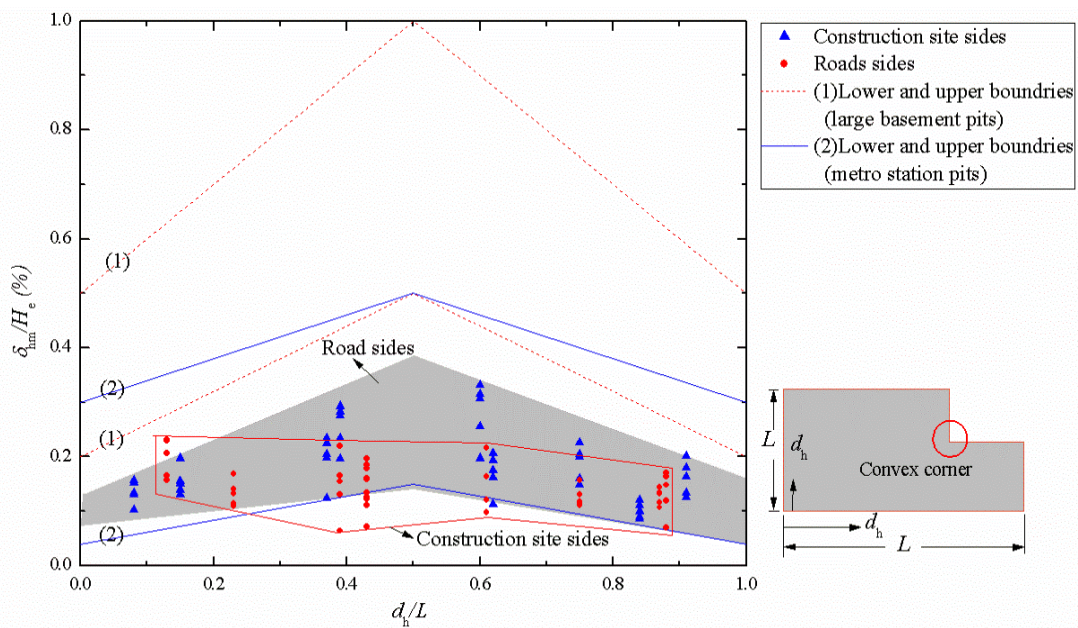 1.0
0.8
0.6
0.4
0.2
0.0
δhm/He (%)
(1)
(2)
(1)
(2)
Road sides
Construction site sides
0.0 0.2 0.4 0.6 0.8 1.0
dh/L
Construction site sides
Roads sides
(1)Lower and upper boundries
(large basement pits)
(2)Lower and upper boundries
(metro station pits)
L
dh
Convex corner
dh
L